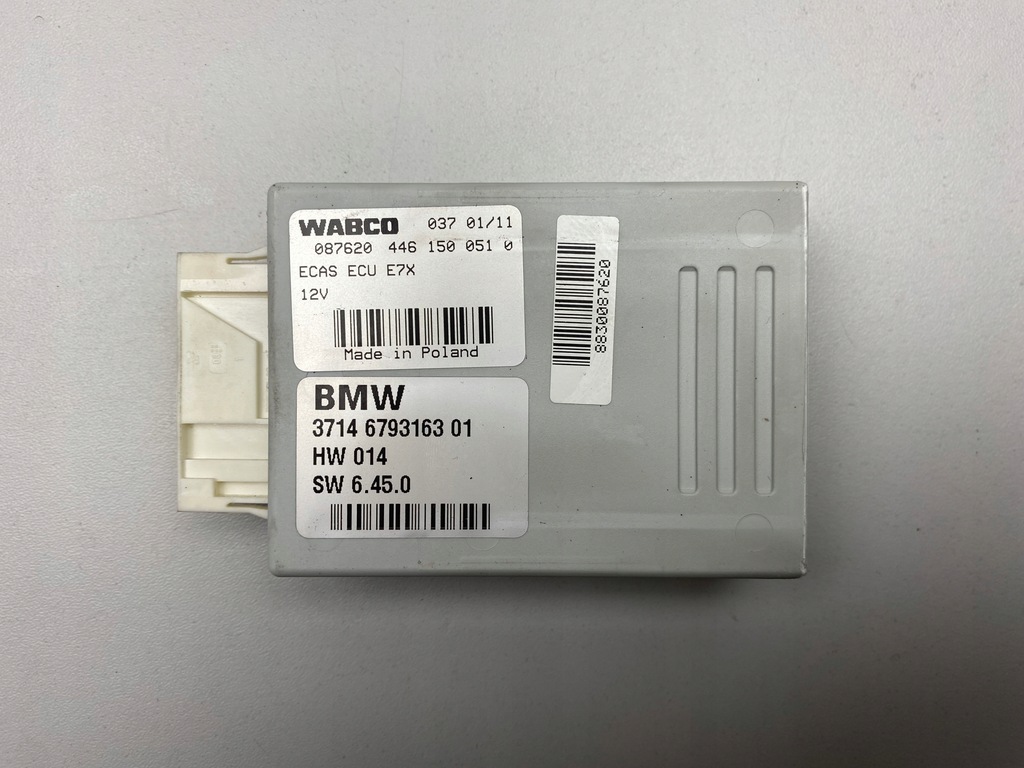 WABCO 037 01/11
087620 446 150 051 0
ECAS ECU E7X
12V
Made in Poland
BMW
3714 6793163 01
HW 014
SW 6.45.0
8830087620